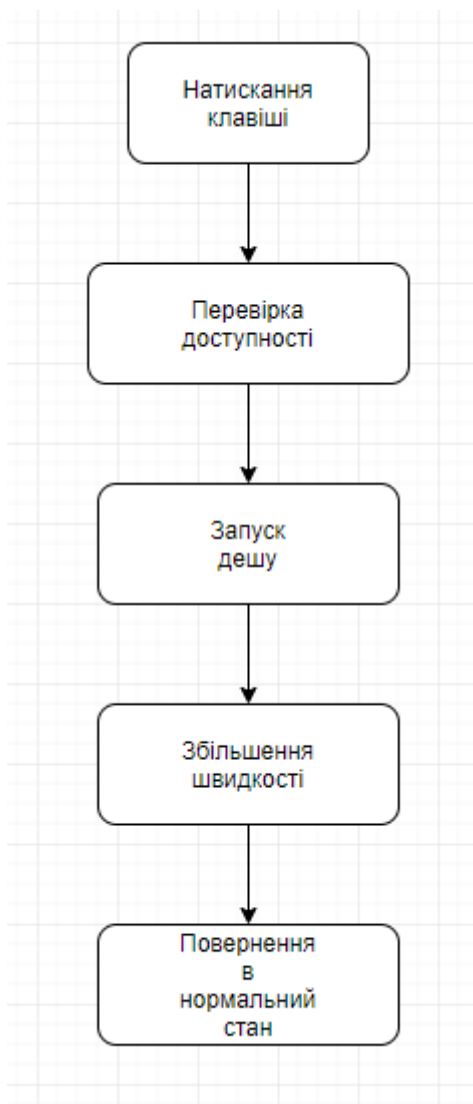 Натискання
клавіші
Перевірка
доступності
Запуск
дешу
Збільшення
швидкості
Повернення
в
нормальний
стан